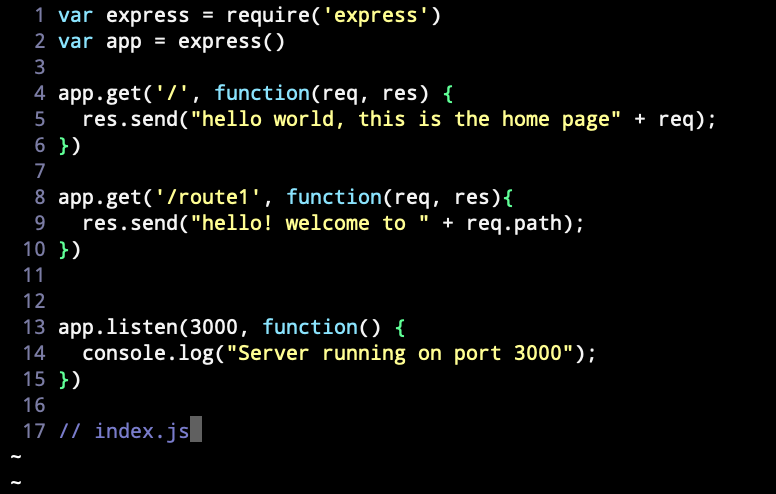 1 var express = require('express')
2 var app = express()
3
4 app.get('/', function(req, res) {
5   res.send("hello world, this is the home page" + req);
6 })
7
8 app.get('/route1', function(req, res){
9   res.send("hello! welcome to " + req.path);
10 })
11
12
13 app.listen(3000, function() {
14   console.log("Server running on port 3000");
15 })
16
17 // index.js
~
~